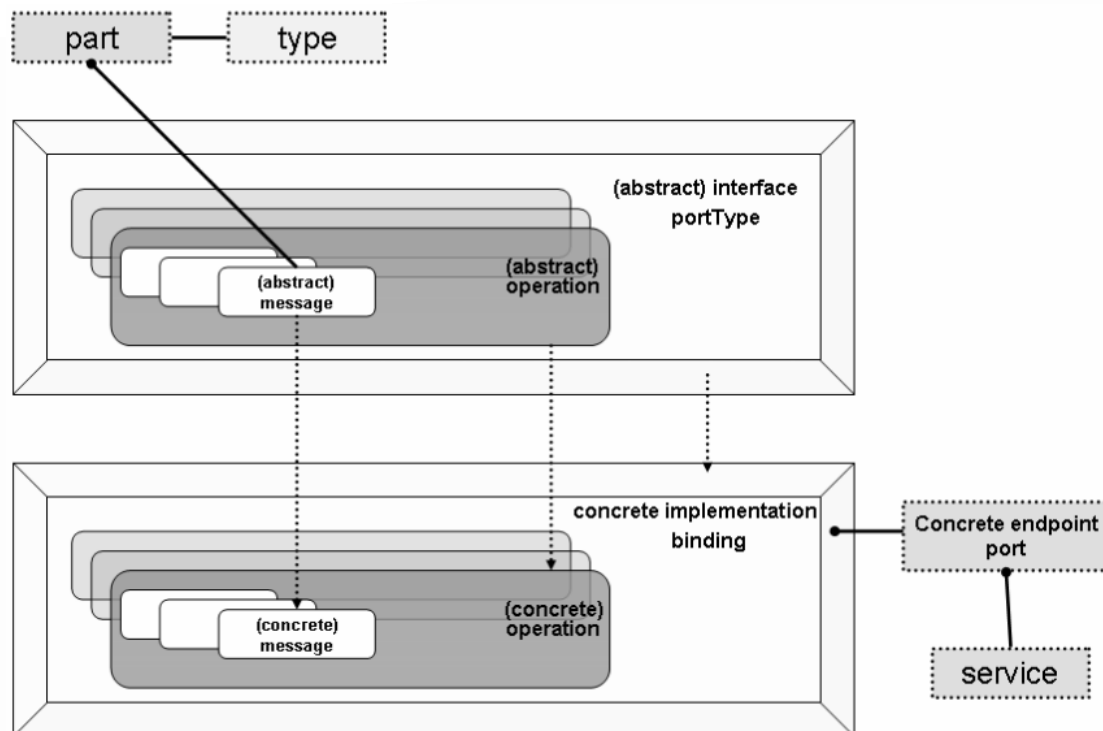 part
type
(abstract) interface
portType
(abstract)
operation
(abstract)
message
concrete implementation
binding
Concrete endpoint
port
(concrete)
operation
(concrete)
message
service